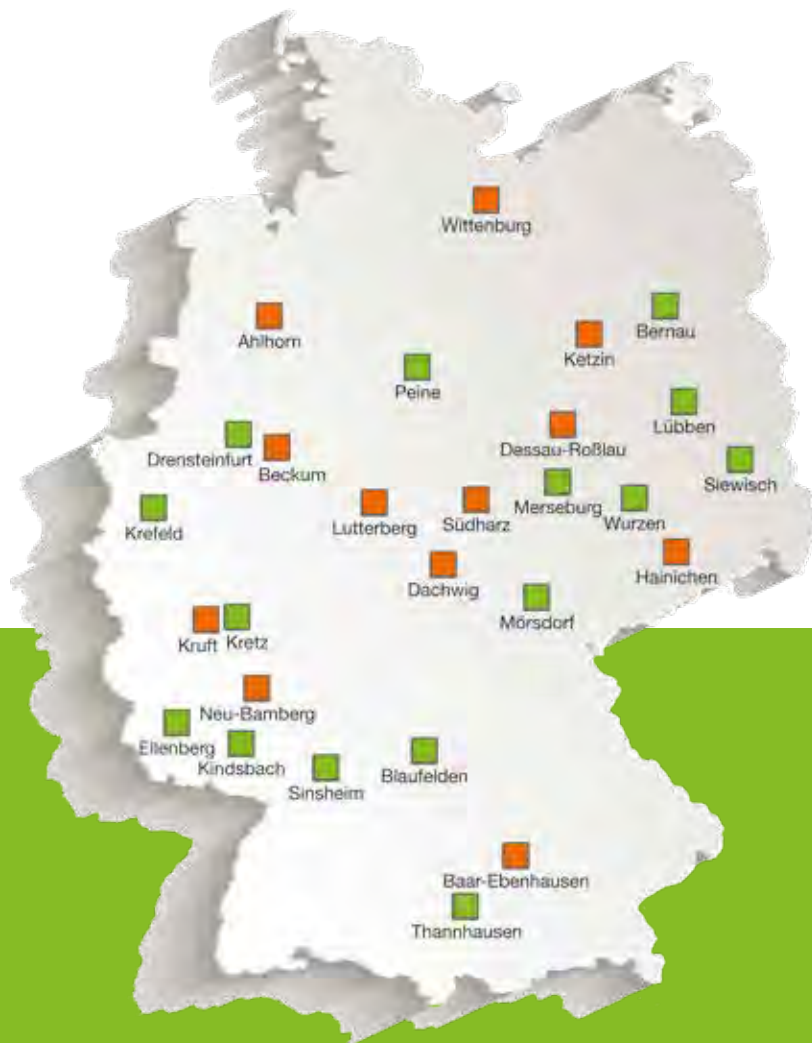 Wittenburg
Bernau
Ahlhorn
Ketzin
Peine
Lübben
Dessau-Roßlau
Drensteinfurt
Beckum
Siewisch
Merseburg
Krefeld
Lutterberg
Südharz
Wurzen
Hainichen
Dachwig
Mörsdorf
Kruft
Kretz
Neu-Bamberg
Ellenberg
Kindsbach
Blaufelden
Sinsheim
Baar-Ebenhausen
Thannhausen